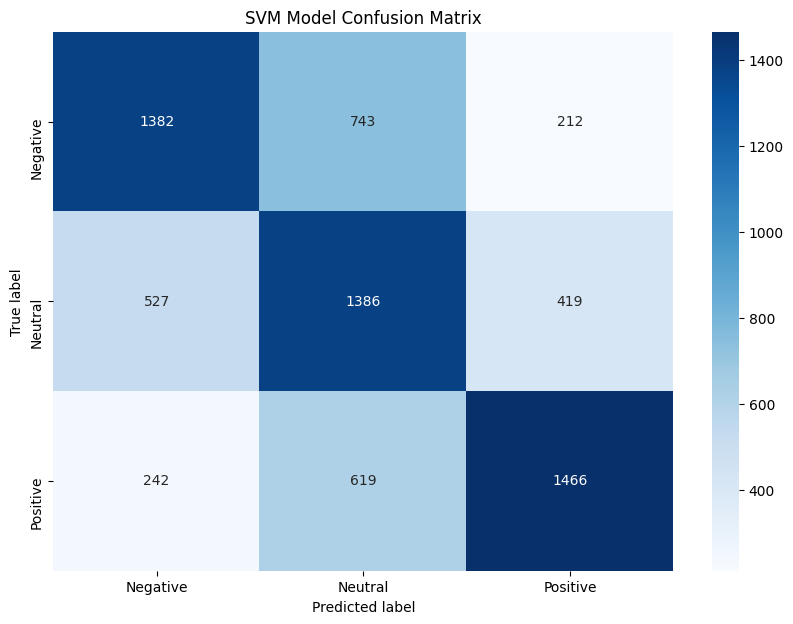 SVM Model Confusion Matrix
True label
Negative
1382 743 212
Neutral
527 1386 419
Positive
242 619 1466
Negative Neutral Positive
Predicted label
1400
1200
1000
800
600
400